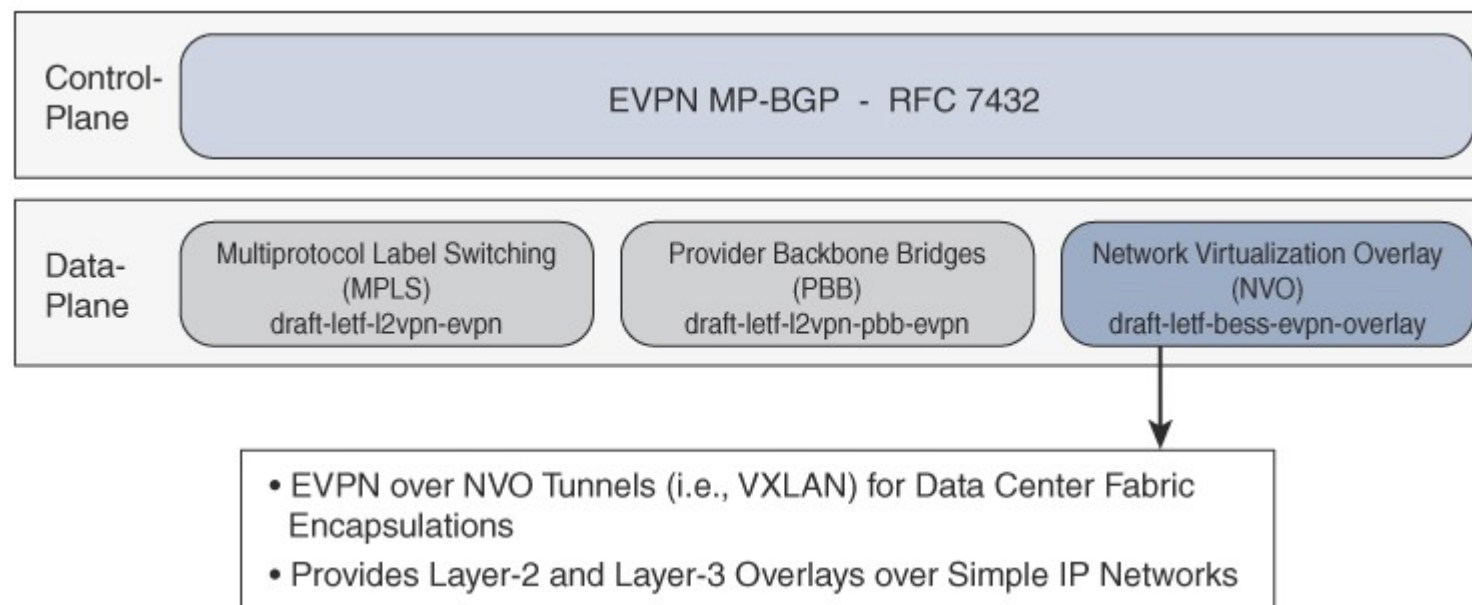 Control-
Plane
EVPN MP-BGP - RFC 7432
Data-
Plane
Multiprotocol Label Switching
(MPLS)
draft-letf-l2vpn-evpn
Provider Backbone Bridges
(PBB)
draft-letf-l2vpn-pbb-evpn
Network Virtualization Overlay
(NVO)
draft-letf-bess-evpn-overlay
• EVPN over NVO Tunnels (i.e., VXLAN) for Data Center Fabric
Encapsulations
• Provides Layer-2 and Layer-3 Overlays over Simple IP Networks